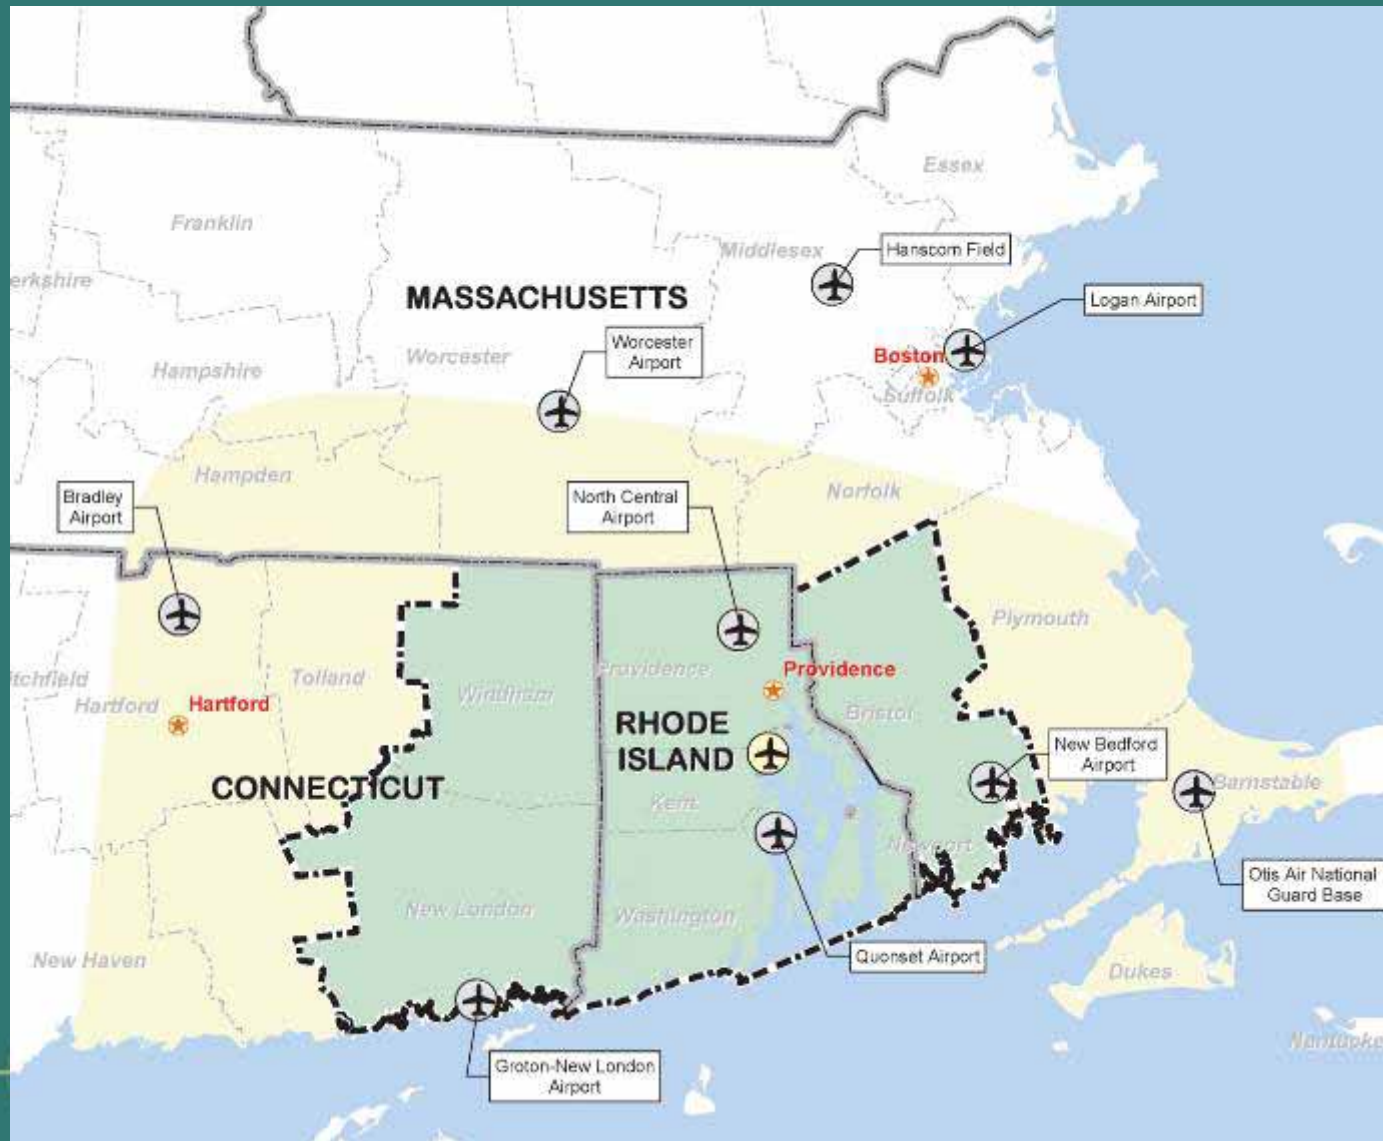 Essex
Franklin
Middlesex
Hanscom Field
erkshire
MASSACHUSETTS
Logan Airport
Worcester
Airport
Worcester
Boston
Hampshire
Suffolk
Hampden
Norfolk
Bradley
Airport
North Central
Airport
Plymouth
Providence
Providence
tchfield
Tolland
Hartford
Hartford
Windham
Bristol
RHODE
ISLAND
New Bedford
Airport
CONNECTICUT
Barnstable
Kent
Newport
Otis Air National
Guard Base
New London
Washington
New Haven
Quonset Airport
Dukes
Nantucke
Groton-New London
Airport